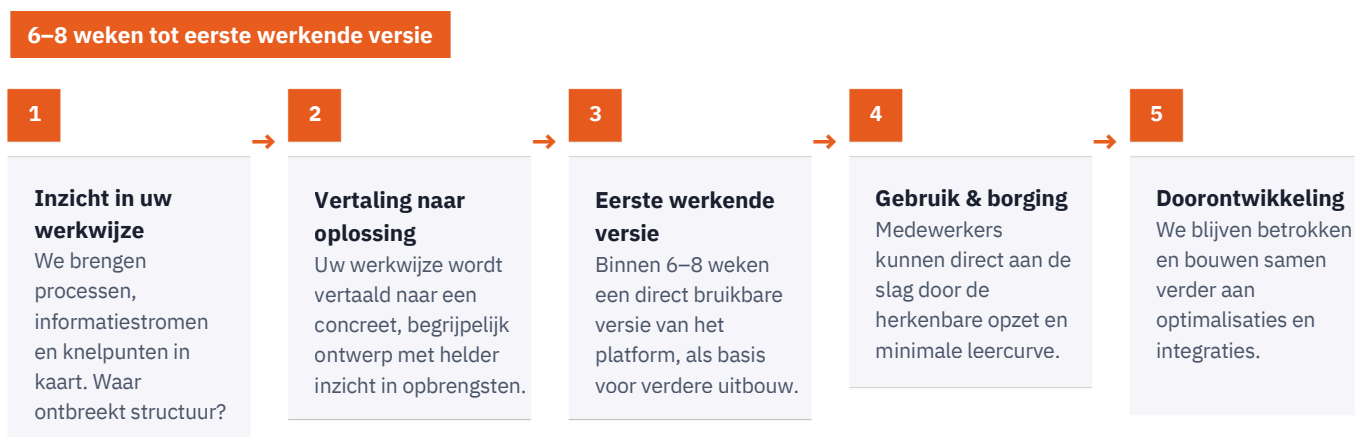 6–8 weken tot eerste werkende versie
1
→
2
→
3
→
4
→
5
Inzicht in uw
werkwijze
We brengen
processen,
informatiestromen
en knelpunten in
kaart. Waar
ontbreekt structuur?
Vertaling naar
oplossing
Uw werkwijze wordt
vertaald naar een
concreet, begrijpelijk
ontwerp met helder
inzicht in opbrengsten.
Eerste werkende
versie
Binnen 6–8 weken
een direct bruikbare
versie van het
platform, als basis
voor verdere uitbouw.
Gebruik & borging
Medewerkers
kunnen direct aan de
slag door de
herkenbare opzet en
minimale leercurve.
Doorontwikkeling
We blijven betrokken
en bouwen samen
verder aan
optimalisaties en
integraties.